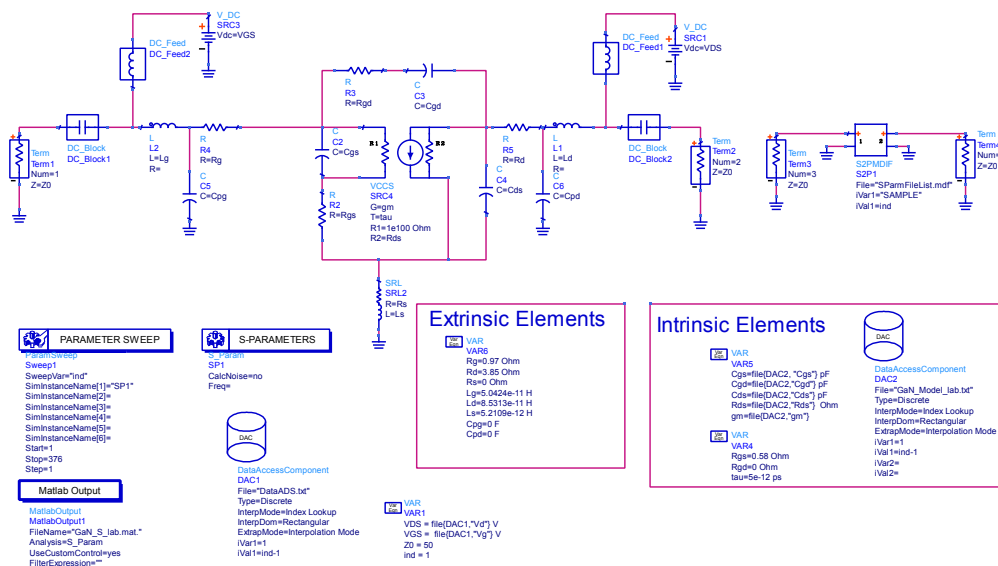 V_DC
SRC3
Vdc=VGS
DC_Feed
DC_Feed2
V_DC
SRC1
Vdc=VDS
DC_Feed
DC_Feed1
R
R3
R=Rgd
C
C3
C=Cgd
Term
Term1
Num=1
Z=Z0
DC_Block
DC_Block1
L
L2
L=Lg
R=
R
R4
R=Rg
C
C5
C=Cpg
C
C2
C=Cgs
R
R2
R=Rgs
R1
R2
VCCS
SRC4
G=gm
T=tau
R1=1e100 Ohm
R2=Rds
C
C4
C=Cds
R
R5
R=Rd
L
L1
L=Ld
R=
C
C6
C=Cpd
DC_Block
DC_Block2
Term
Term2
Num=2
Z=Z0
Term
Term3
Num=3
Z=Z0
1
2
S2PMDIF
S2P1
File="SParmFileList.mdf"
iVar1="SAMPLE"
iVal1=ind
Term
Num=
Z=Z0
SRL
SRL2
R=Rs
L=Ls
PARAMETER SWEEP
ParamSweep
Sweep1
SweepVar="ind"
SimInstanceName[1]="SP1"
SimInstanceName[2]=
SimInstanceName[3]=
SimInstanceName[4]=
SimInstanceName[5]=
SimInstanceName[6]=
Start=1
Stop=376
Step=1
S-PARAMETERS
S_Param
SP1
CalcNoise=no
Freq=
Matlab Output
MatlabOutput
MatlabOutput1
FileName="GaN_S_lab.mat."
Analysis=S_Param
UseCustomControl=yes
FilterExpression=""
DAC
DataAccessComponent
DAC1
File="DataADS.txt"
Type=Discrete
InterpMode=Index Lookup
InterpDom=Rectangular
ExtrapMode=Interpolation Mode
iVar1=1
iVal1=ind-1
Var
Eqn
VAR
VAR1
VDS = file{DAC1,"Vd"} V
VGS = file{DAC1,"Vg"} V
Z0 = 50
ind = 1
Extrinsic Elements
Var
Eqn
VAR
VAR6
Rg=0.97 Ohm
Rd=3.85 Ohm
Rs=0 Ohm
Lg=5.0424e-11 H
Ld=8.5313e-11 H
Ls=5.2109e-12 H
Cpg=0 F
Cpd=0 F
Intrinsic Elements
Var
Eqn
VAR
VAR5
Cgs=file{DAC2, "Cgs"} pF
Cgd=file{DAC2,"Cgd"} pF
Cds=file{DAC2,"Cds"} pF
Rds=file{DAC2,"Rds"} Ohm
gm=file{DAC2,"gm"}
Var
Eqn
VAR
VAR4
Rgs=0.58 Ohm
Rgd=0 Ohm
tau=5e-12 ps
DAC
DataAccessComponent
DAC2
File="GaN_Model_lab.txt"
Type=Discrete
InterpMode=Index Lookup
InterpDom=Rectangular
ExtrapMode=Interpolation Mode
iVar1=1
iVal1=ind-1
iVar2=
iVal2=